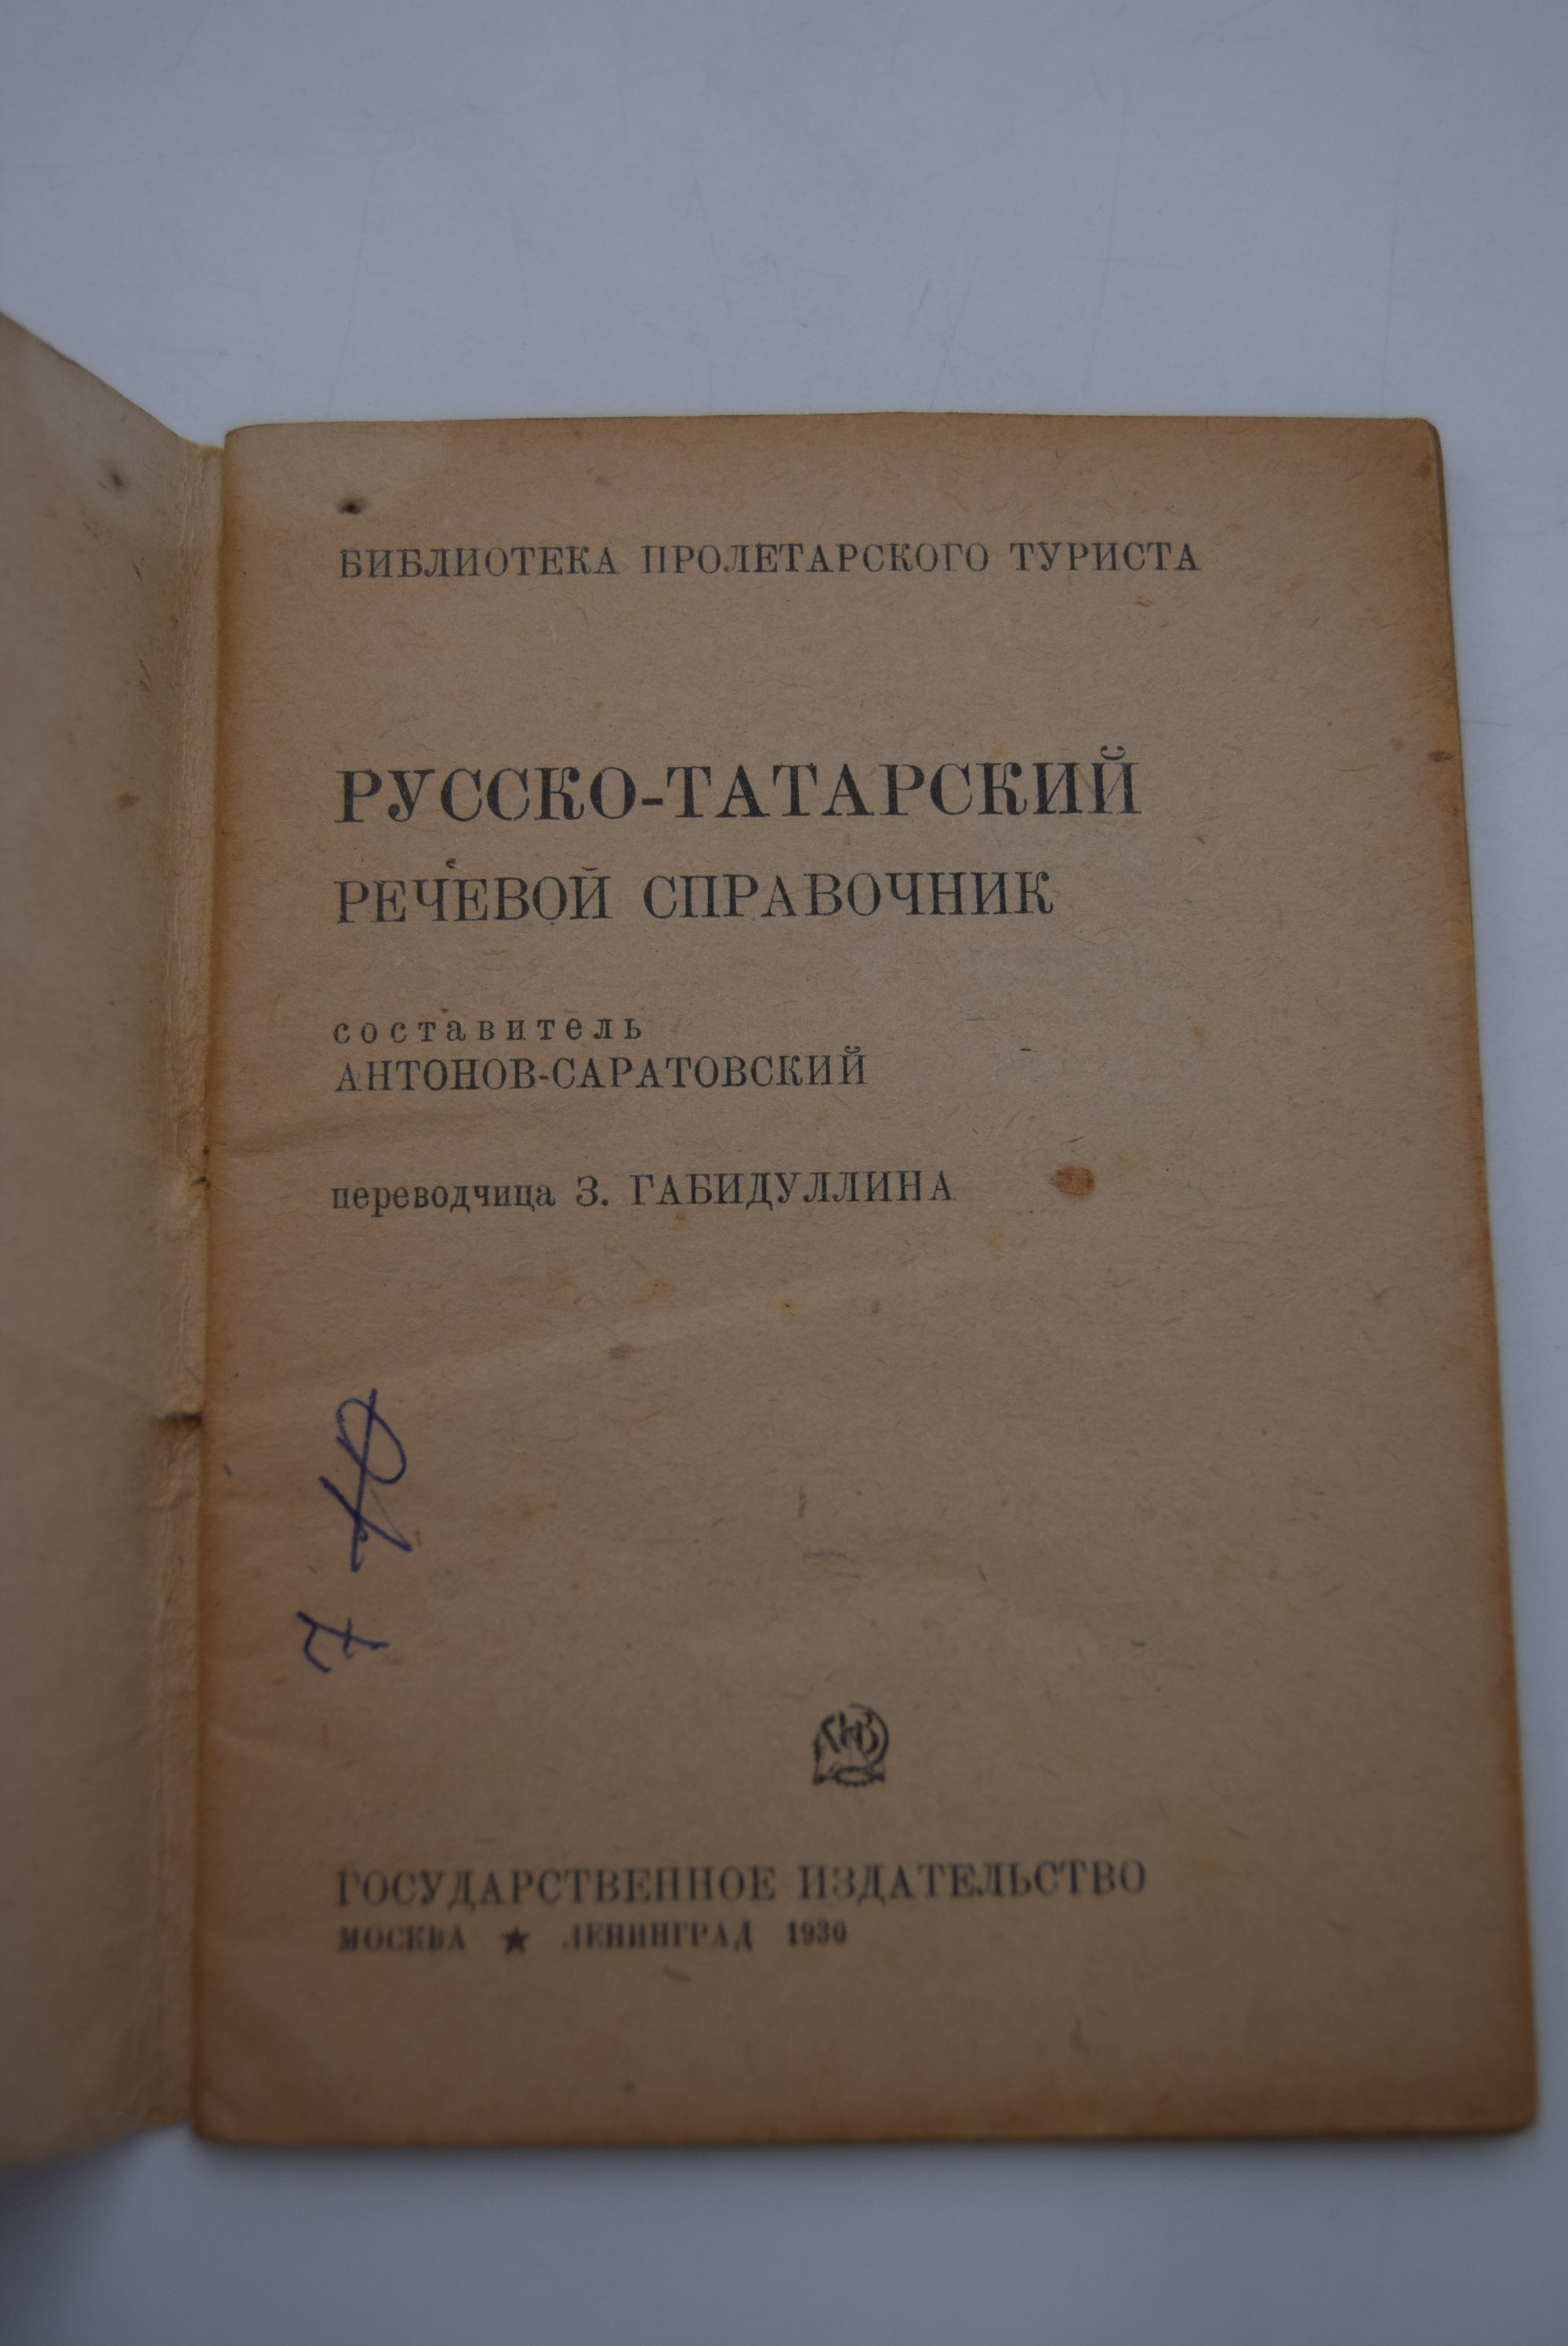 БИБЛИОТЕКА ПРОЛЕТАРСКОГО ТУРИСТА
РУССКО-ТАТАРСКИЙ
РЕЧЕВОЙ СПРАВОЧНИК
составитель
АНТОНОВ-САРАТОВСКИЙ
переводчица З. ГАБИДУЛЛИНА
ГОСУДАРСТВЕННОЕ ИЗДАТЕЛЬСТВО
МОСКВА ★ ЛЕНИНГРАД 1930